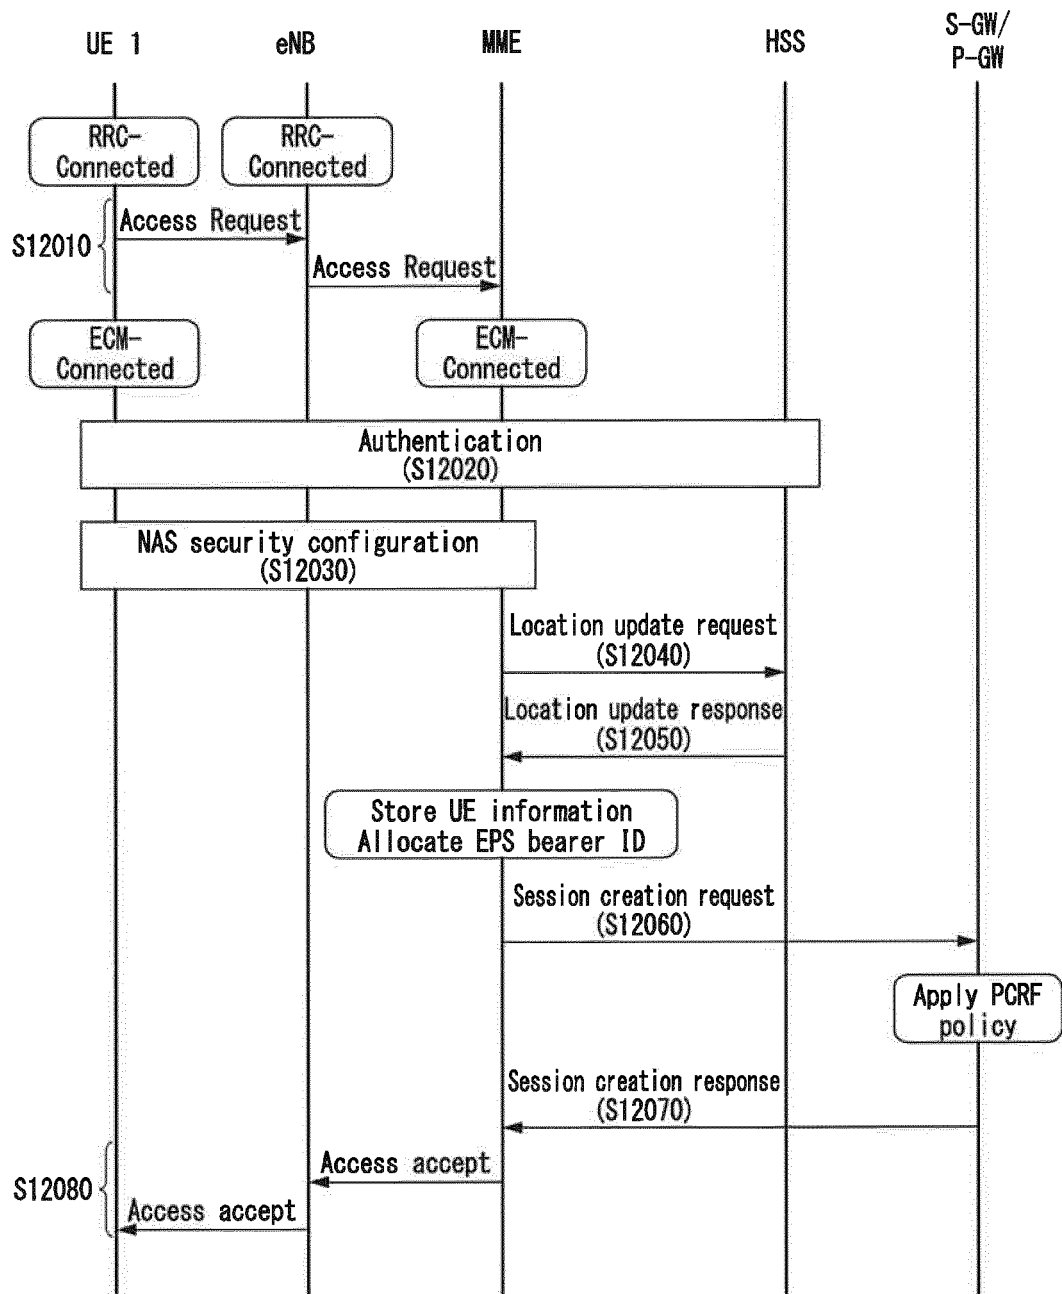 UE 1
eNB
MME
HSS
S-GW/
P-GW
RRC-
Connected
RRC-
Connected
S12010
Access Request
Access Request
ECM-
Connected
ECM-
Connected
Authentication
(S12020)
NAS security configuration
(S12030)
Location update request
(S12040)
Location update response
(S12050)
Store UE information
Allocate EPS bearer ID
Session creation request
(S12060)
Apply PCRF
policy
Session creation response
(S12070)
Access accept
S12080
Access accept